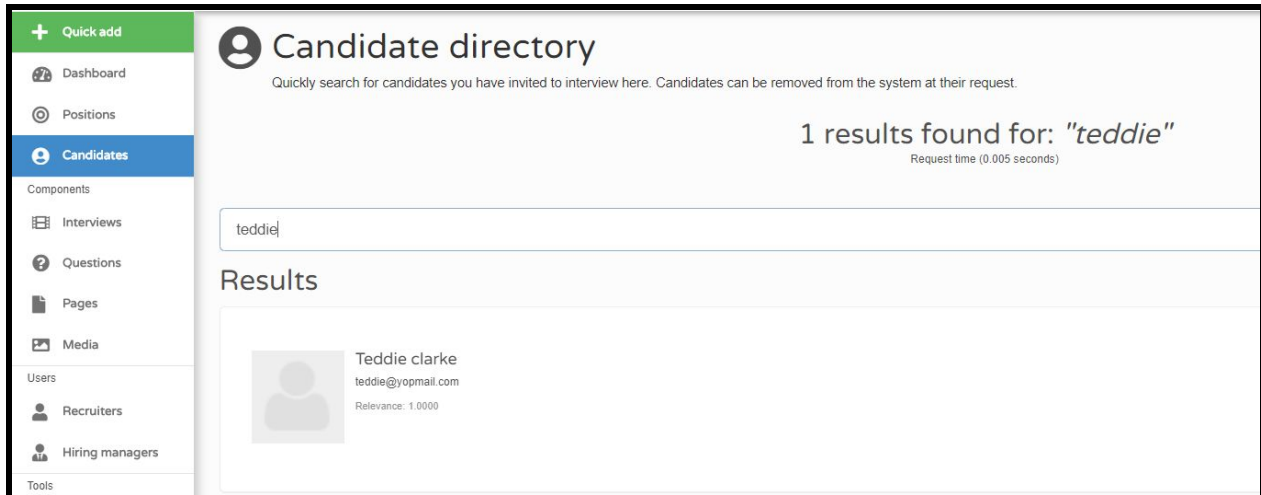 Quick add
Dashboard
Positions
Candidates
Components
Interviews
Questions
Pages
Media
Users
Recruiters
Hiring managers
Tools
Candidate directory
Quickly search for candidates you have invited to interview here. Candidates can be removed from the system at their request.
1 results found for: "teddie"
Request time (0.005 seconds)
teddie
Results
Teddie clarke
teddie@yopmail.com
Relevance: 1.0000